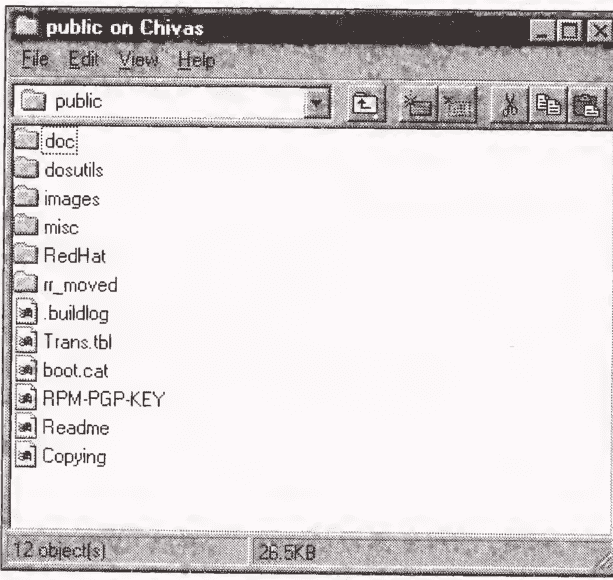 public on Chivas
File Edit View Help
public
doc
dosutils
images
misc
RedHat
rr_moved
.buildlog
Trans.tbl
boot.cat
RPM-PGP-KEY
Readme
Copying
12 object(s) 26.5KB